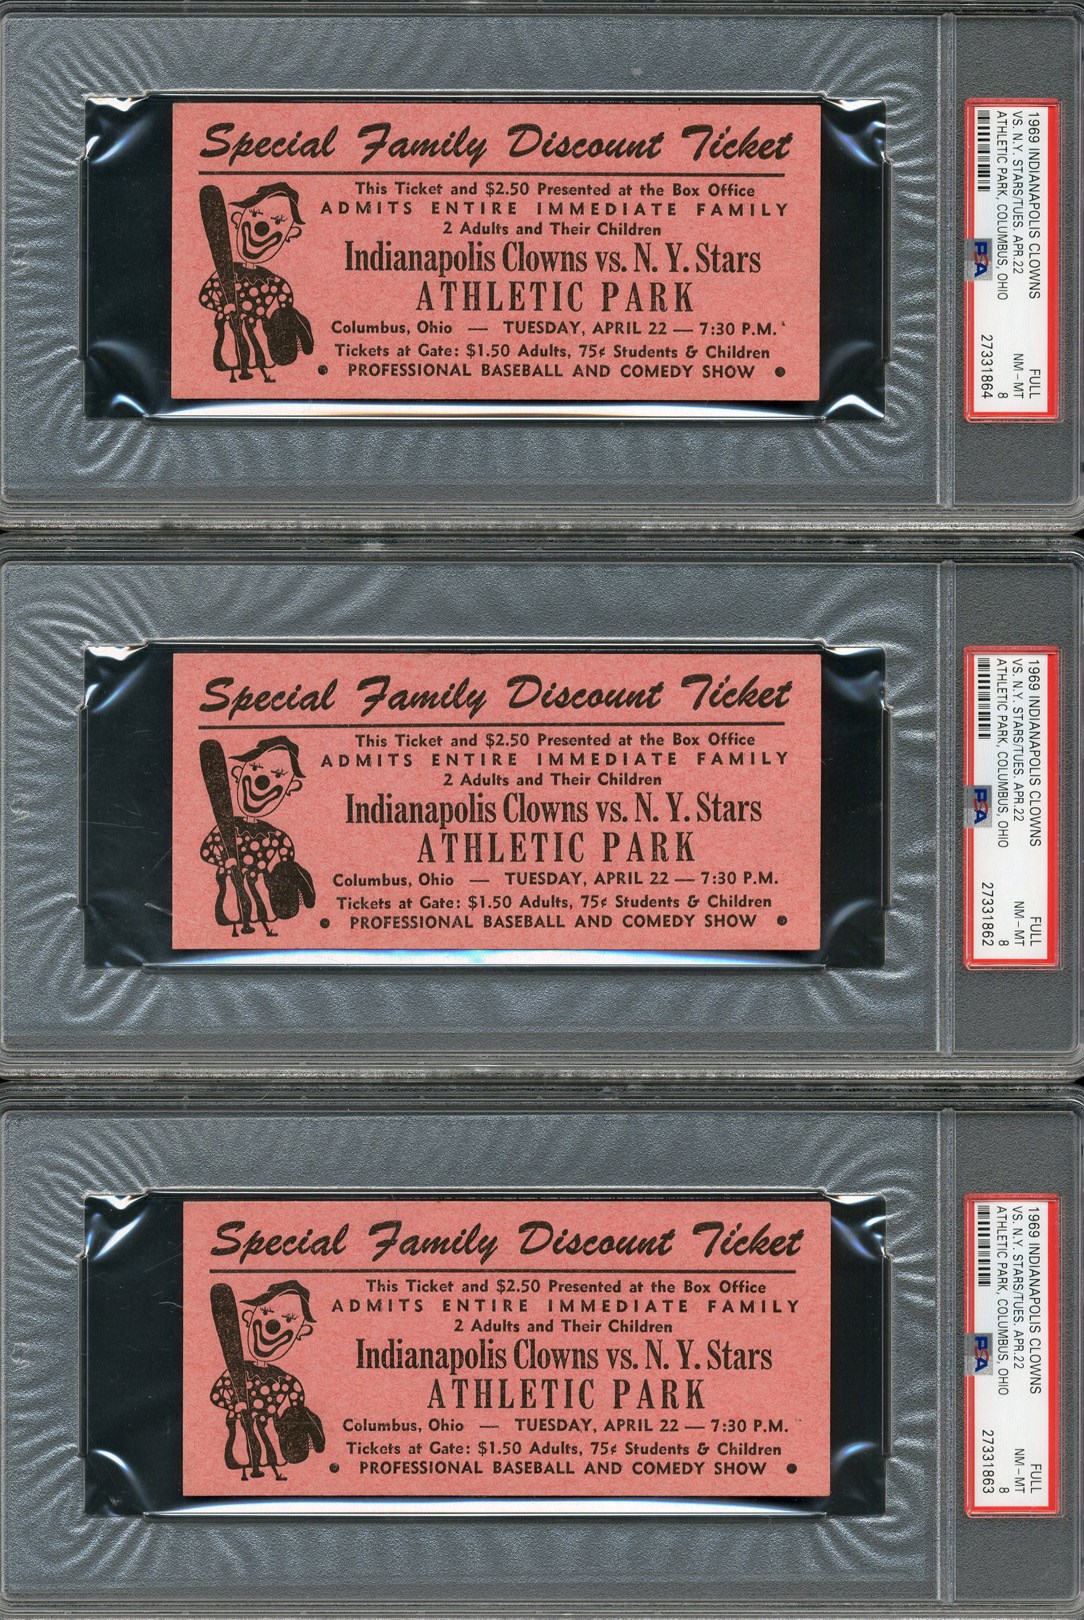 Special Family Discount Ticket
This Ticket and $2.50 Presented at the Box Office
ADMITS ENTIRE IMMEDIATE FAMILY
2 Adults and Their Children
Indianapolis Clowns vs. N. Y. Stars
ATHLETIC PARK
Columbus, Ohio — TUESDAY, APRIL 22 — 7:30 P.M.
Tickets at Gate: $1.50 Adults, 75¢ Students & Children
• PROFESSIONAL BASEBALL AND COMEDY SHOW •
1969 INDIANAPOLIS CLOWNS FULL
VS. N.Y. STARS/TUES. APR.22 NM-MT
ATHLETIC PARK, COLUMBUS, OHIO 8
PSA
27331864
Special Family Discount Ticket
This Ticket and $2.50 Presented at the Box Office
ADMITS ENTIRE IMMEDIATE FAMILY
2 Adults and Their Children
Indianapolis Clowns vs. N. Y. Stars
ATHLETIC PARK
Columbus, Ohio — TUESDAY, APRIL 22 — 7:30 P.M.
Tickets at Gate: $1.50 Adults, 75¢ Students & Children
• PROFESSIONAL BASEBALL AND COMEDY SHOW •
1969 INDIANAPOLIS CLOWNS FULL
VS. N.Y. STARS/TUES. APR.22 NM-MT
ATHLETIC PARK, COLUMBUS, OHIO 8
PSA
27331862
Special Family Discount Ticket
This Ticket and $2.50 Presented at the Box Office
ADMITS ENTIRE IMMEDIATE FAMILY
2 Adults and Their Children
Indianapolis Clowns vs. N. Y. Stars
ATHLETIC PARK
Columbus, Ohio — TUESDAY, APRIL 22 — 7:30 P.M.
Tickets at Gate: $1.50 Adults, 75¢ Students & Children
• PROFESSIONAL BASEBALL AND COMEDY SHOW •
1969 INDIANAPOLIS CLOWNS FULL
VS. N.Y. STARS/TUES. APR.22 NM-MT
ATHLETIC PARK, COLUMBUS, OHIO 8
PSA
27331863